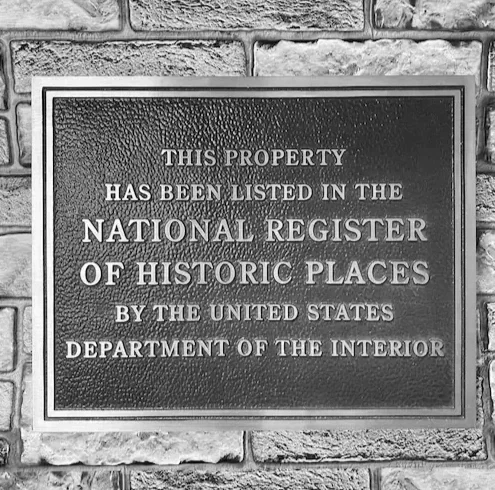 THIS PROPERTY
HAS BEEN LISTED IN THE
NATIONAL REGISTER
OF HISTORIC PLACES
BY THE UNITED STATES
DEPARTMENT OF THE INTERIOR